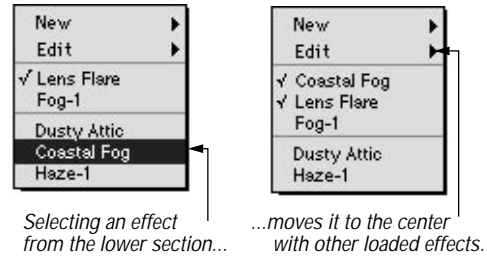 New
Edit
√ Lens Flare
Fog-1
Dusty Attic
Coastal Fog
Haze-1
Selecting an effect
from the lower section...
New
Edit
√ Coastal Fog
√ Lens Flare
Fog-1
Dusty Attic
Haze-1
...moves it to the center
with other loaded effects.